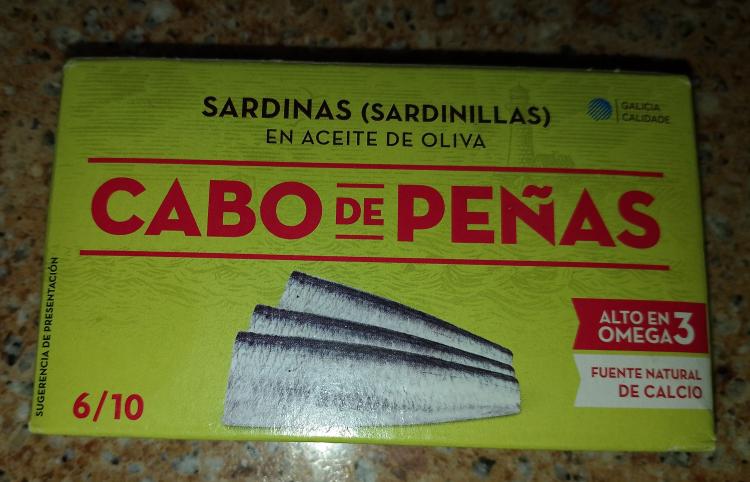 SARDINAS (SARDINILLAS)
EN ACEITE DE OLIVA
GALICIA
CALIDADE
CABO DE PEÑAS
ALTO EN
OMEGA 3
FUENTE NATURAL
DE CALCIO
6/10
SUGERENCIA DE PRESENTACIÓN